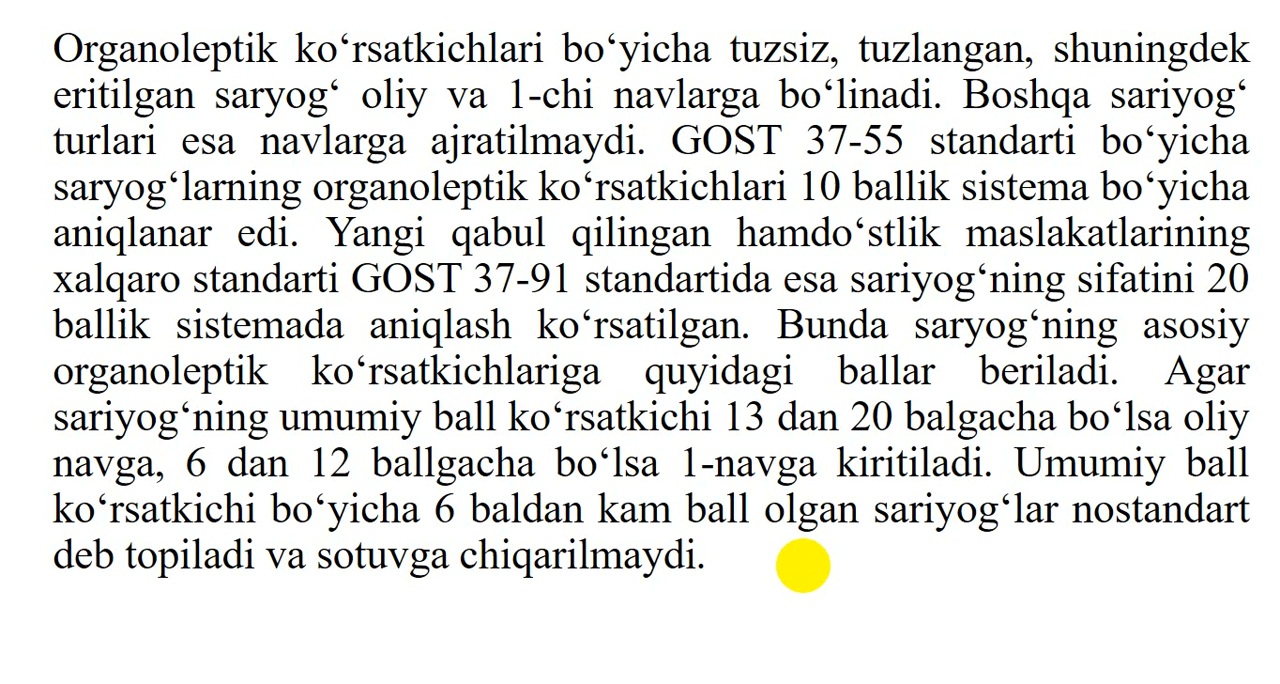 Organoleptik ko‘rsatkichlari bo‘yicha tuzsiz, tuzlangan, shuningdek
eritilgan saryog‘ oliy va 1-chi navlarga bo‘linadi. Boshqa sariyog‘
turlari esa navlarga ajratilmaydi. GOST 37-55 standarti bo‘yicha
saryog‘larning organoleptik ko‘rsatkichlari 10 ballik sistema bo‘yicha
aniqlanar edi. Yangi qabul qilingan hamdo‘stlik maslakatlarining
xalqaro standarti GOST 37-91 standartida esa sariyog‘ning sifatini 20
ballik sistemada aniqlash ko‘rsatilgan. Bunda saryog‘ning asosiy
organoleptik ko‘rsatkichlariga quyidagi ballar beriladi. Agar
sariyog‘ning umumiy ball ko‘rsatkichi 13 dan 20 balgacha bo‘lsa oliy
navga, 6 dan 12 ballgacha bo‘lsa 1-navga kiritiladi. Umumiy ball
ko‘rsatkichi bo‘yicha 6 baldan kam ball olgan sariyog‘lar nostandart
deb topiladi va sotuvga chiqarilmaydi.